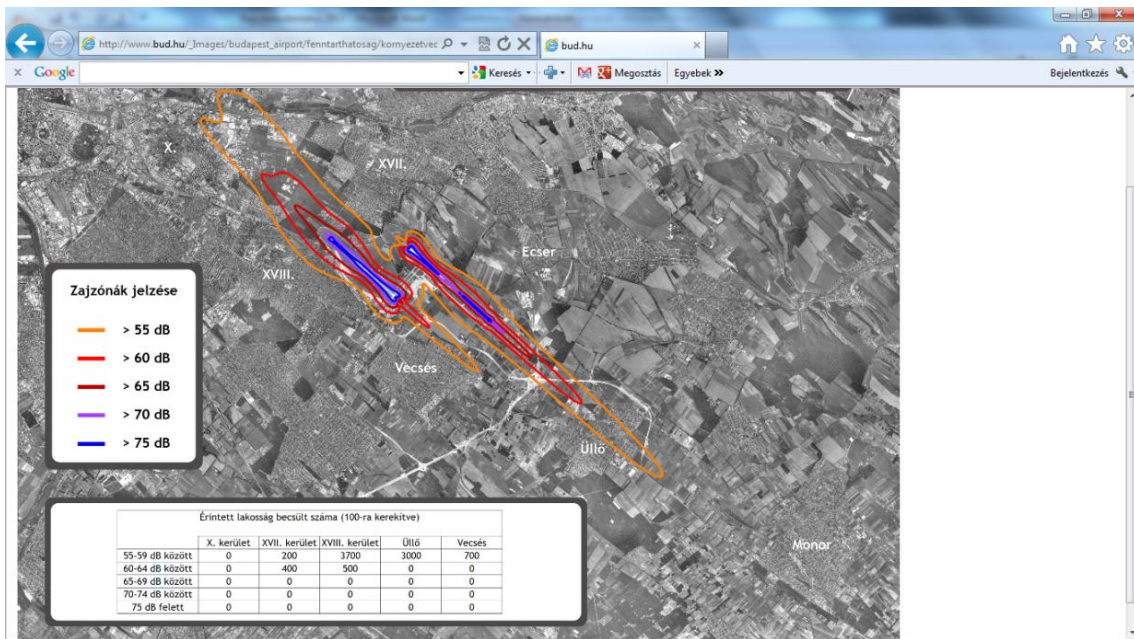 http://www.bud.hu/_Images/budapest_airport/fenntarthatosag/kornyezetvec
bud.hu
x Google Keresés Megosztás Egyebek » Bejelentkezés
X.
XVII.
Ecser
XVIII.
Zajzónák jelzése
> 55 dB
> 60 dB
> 65 dB
> 70 dB
> 75 dB
Vecsés
Üllő
Monor
Érintett lakosság becsült száma (100-ra kerekítve)
X. kerület XVII. kerület XVIII. kerület Üllő Vecsés
55-59 dB között 0 200 3700 3000 700
60-64 dB között 0 400 500 0 0
65-69 dB között 0 0 0 0 0
70-74 dB között 0 0 0 0 0
75 dB felett 0 0 0 0 0